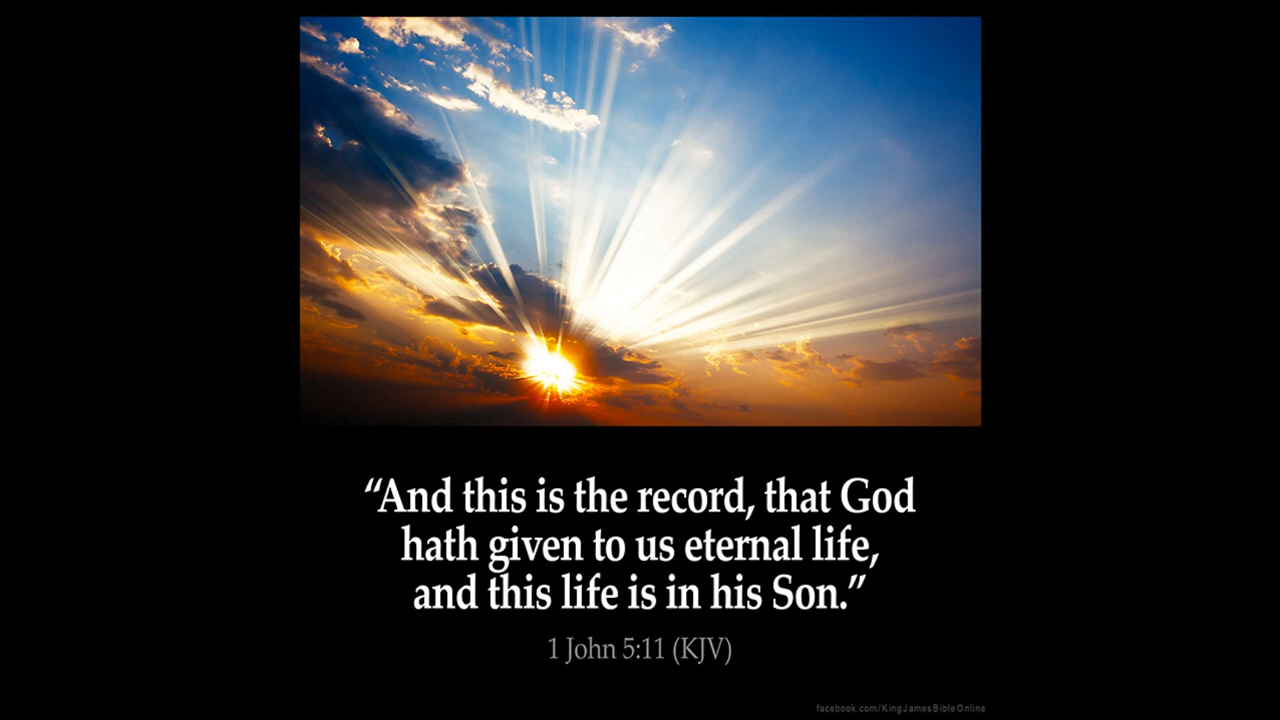 “And this is the record, that God
hath given to us eternal life,
and this life is in his Son.”
1 John 5:11 (KJV)
facebook.com/KingJamesBibleOnline